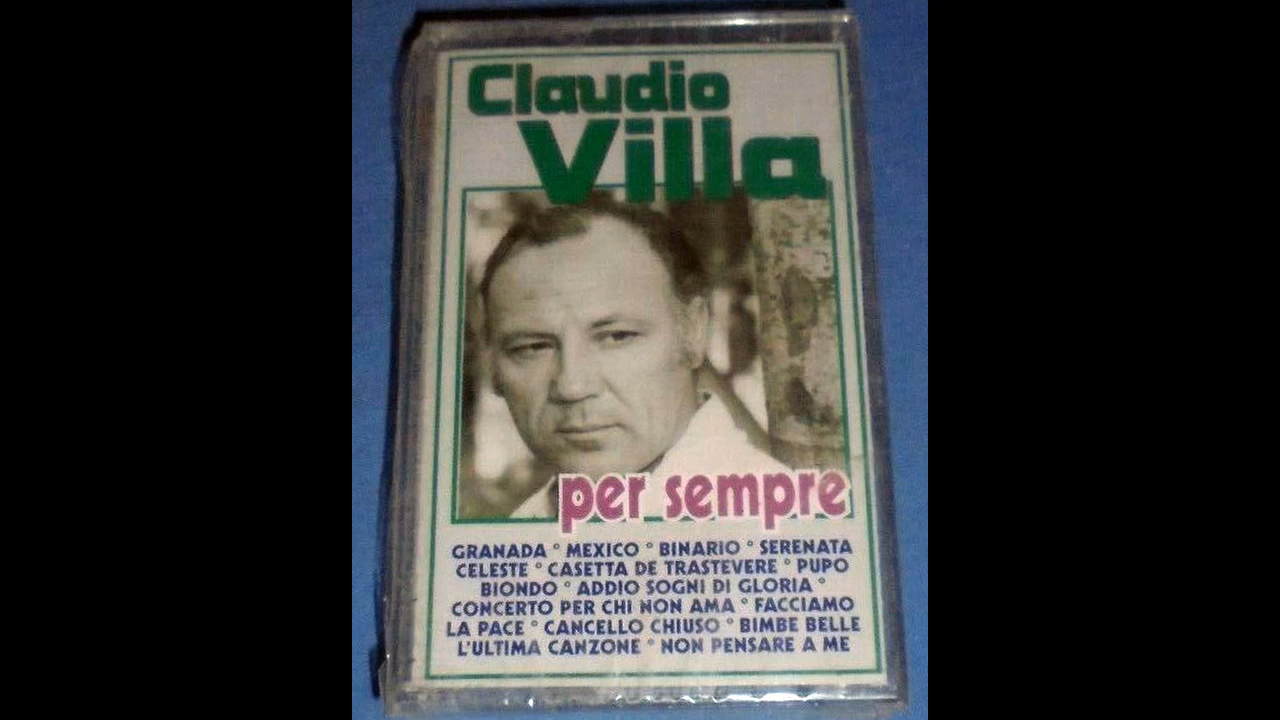 Claudio
Villa
per sempre
GRANADA ° MEXICO ° BINARIO ° SERENATA
CELESTE ° CASETTA DE TRASTEVERE ° PUPO
BIONDO ° ADDIO SOGNI DI GLORIA °
CONCERTO PER CHI NON AMA ° FACCIAMO
LA PACE ° CANCELLO CHIUSO ° BIMBE BELLE
L'ULTIMA CANZONE ° NON PENSARE A ME